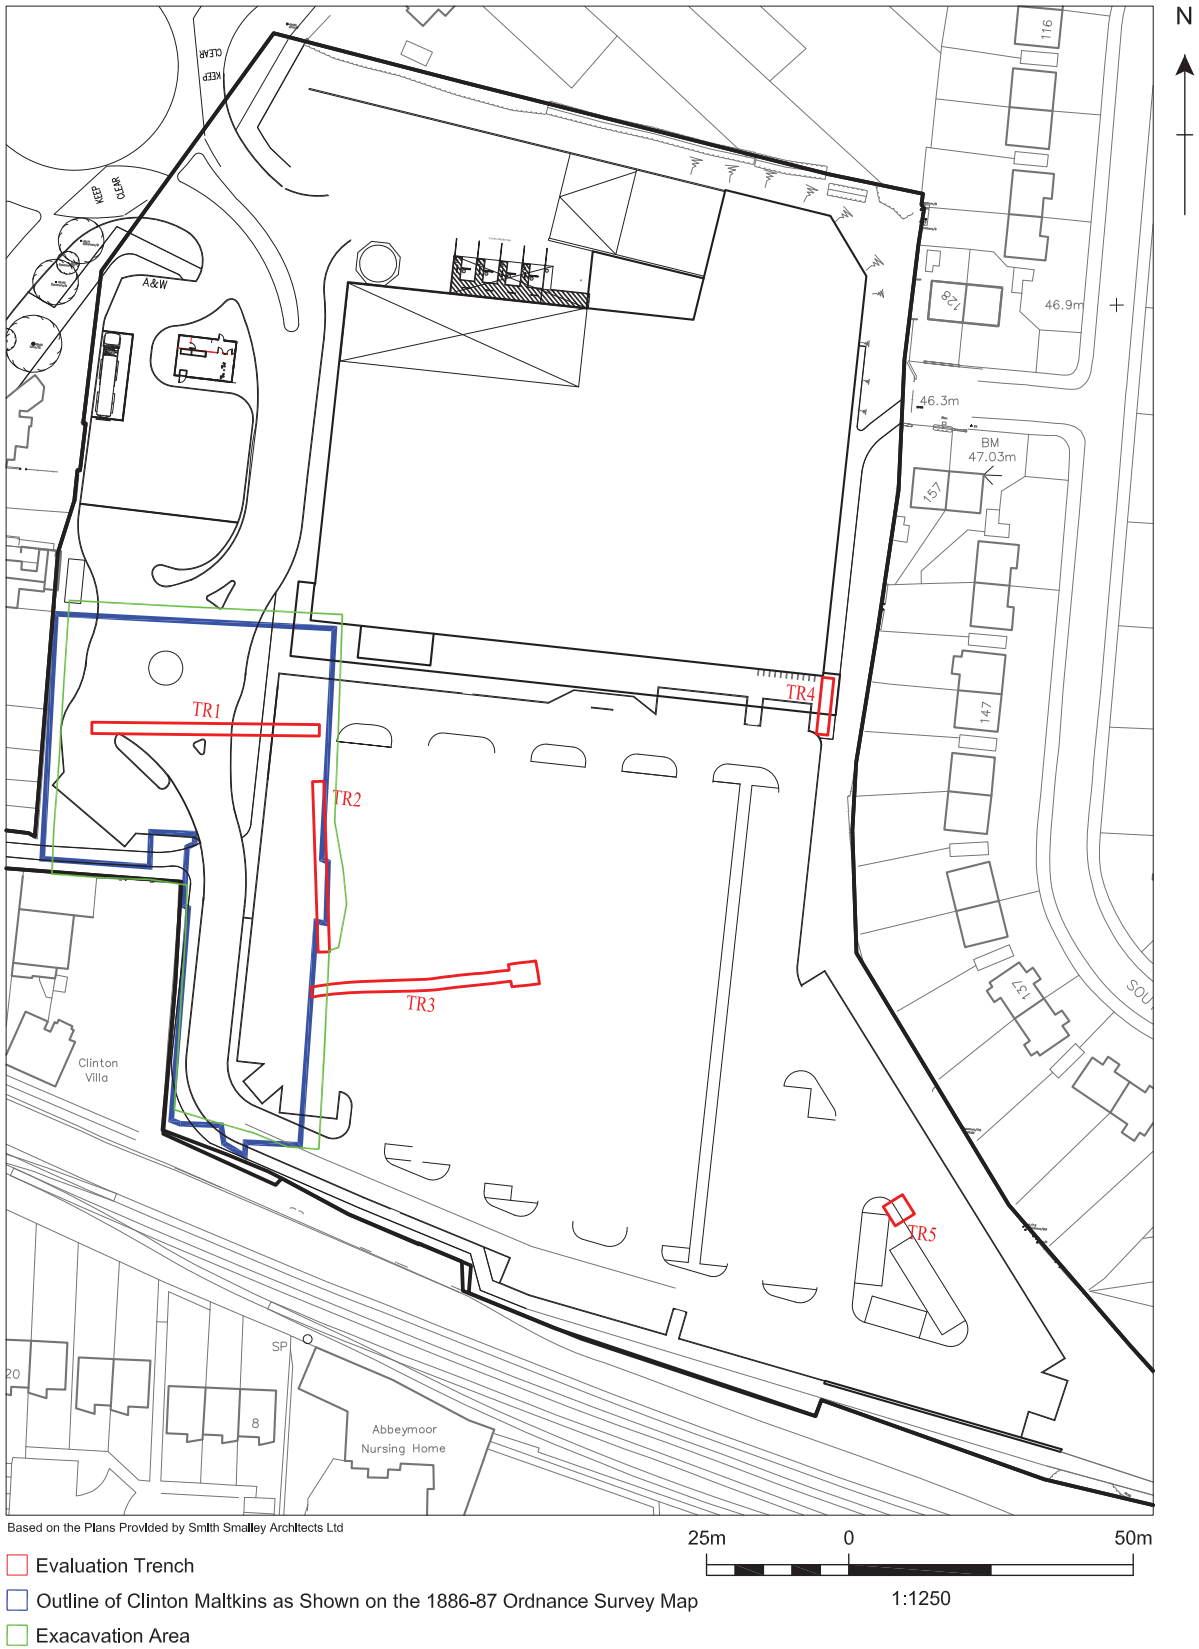 N
116
KEEP
CLEAR
KEEP
CLEAR
A&W
128
46.9m
46.3m
BM
47.03m
157
147
TR1
TR4
TR2
TR3
137
Clinton
Villa
TR5
SP
20
8
Abbeymoor
Nursing Home
Based on the Plans Provided by Smith Smalley Architects Ltd
25m
0
50m
1:1250
Evaluation Trench
Outline of Clinton Maltkins as Shown on the 1886-87 Ordnance Survey Map
Exacavation Area